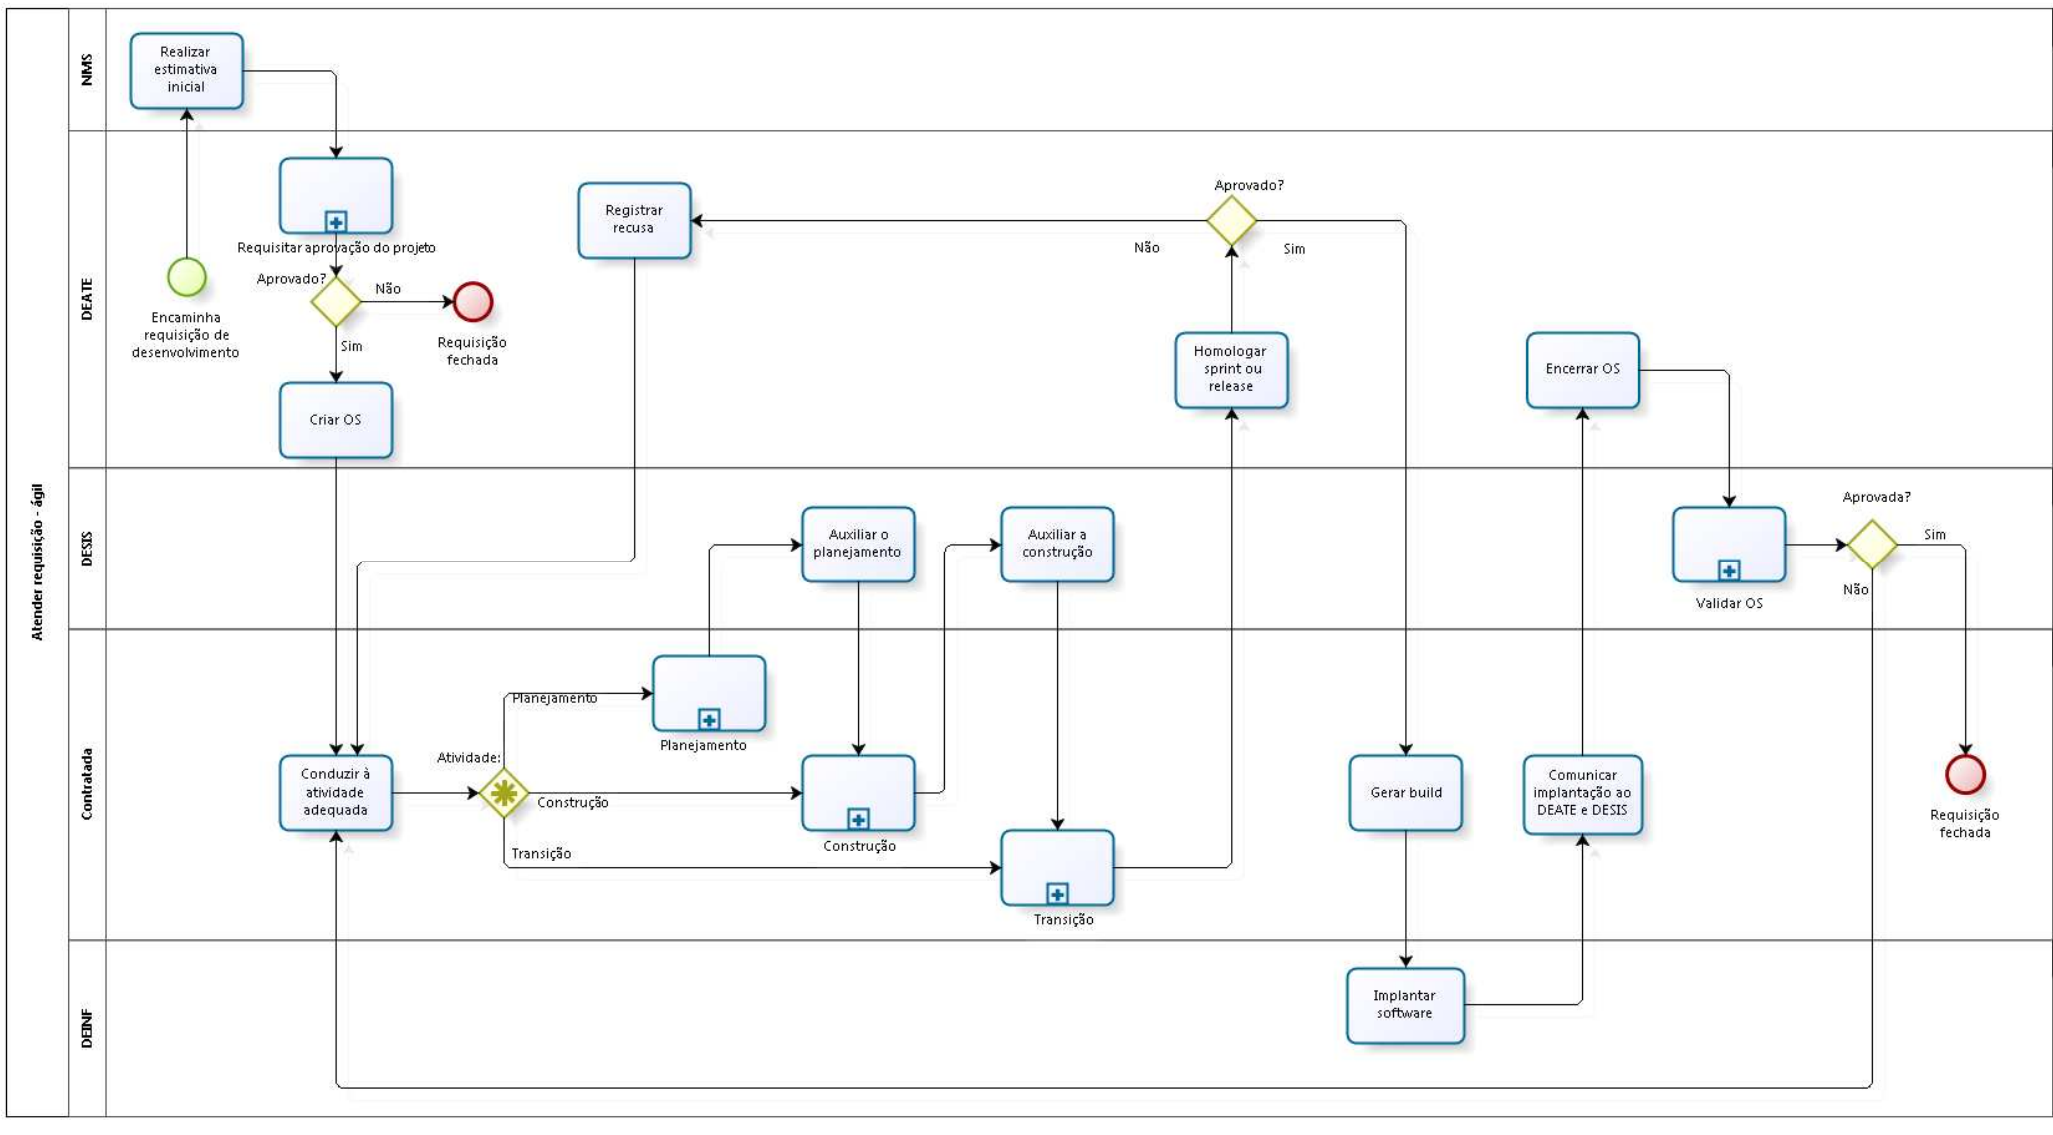 Atender requisição - ágil
NMS
Realizar
estimativa
inicial
DEATE
Requisitar aprovação do projeto
Aprovado?
Não
Sim
Encaminha
requisição de
desenvolvimento
Requisição
fechada
Criar OS
Registrar
recusa
Aprovado?
Não
Sim
Homologar
sprint ou
release
Encerrar OS
DESIS
Auxiliar o
planejamento
Auxiliar a
construção
Validar OS
Aprovada?
Sim
Não
Contratada
Conduzir à
atividade
adequada
Atividade:
Planejamento
Planejamento
Construção
Construção
Transição
Transição
Gerar build
Comunicar
implantação ao
DEATE e DESIS
Requisição
fechada
DEINF
Implantar
software